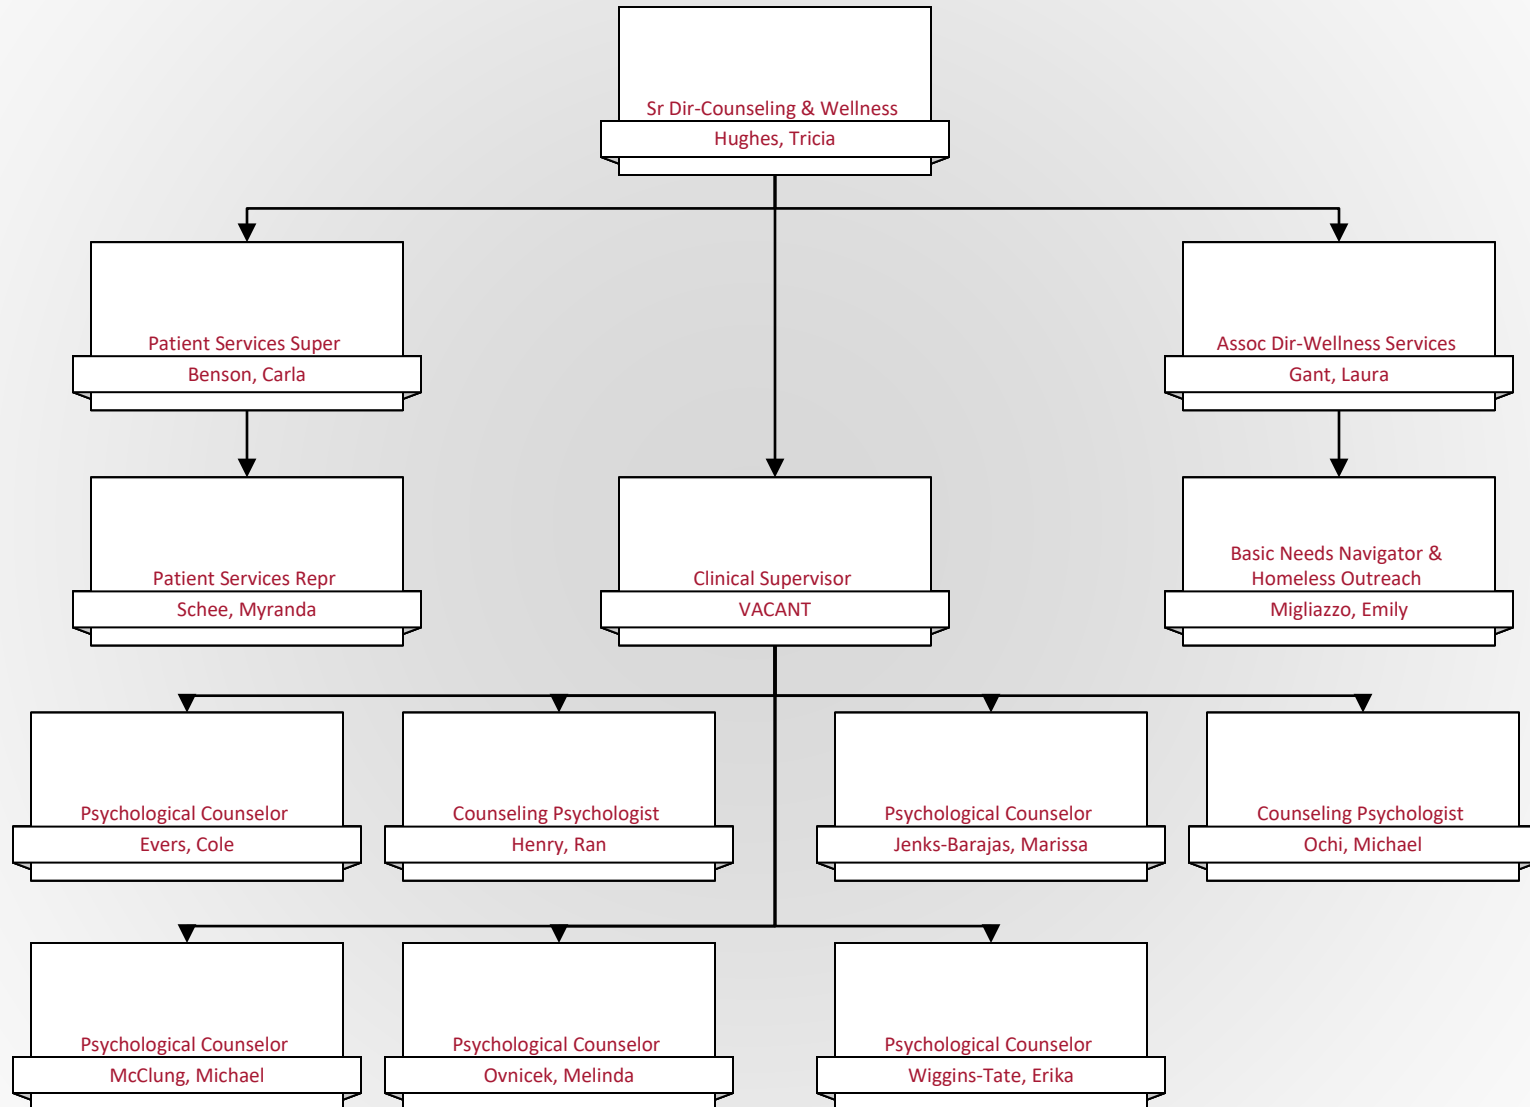 Sr Dir-Counseling & Wellness
Hughes, Tricia
Patient Services Super
Benson, Carla
Assoc Dir-Wellness Services
Gant, Laura
Patient Services Repr
Schee, Myranda
Clinical Supervisor
VACANT
Basic Needs Navigator &
Homeless Outreach
Migliazzo, Emily
Psychological Counselor
Evers, Cole
Counseling Psychologist
Henry, Ran
Psychological Counselor
Jenks-Barajas, Marissa
Counseling Psychologist
Ochi, Michael
Psychological Counselor
McClung, Michael
Psychological Counselor
Ovnicek, Melinda
Psychological Counselor
Wiggins-Tate, Erika